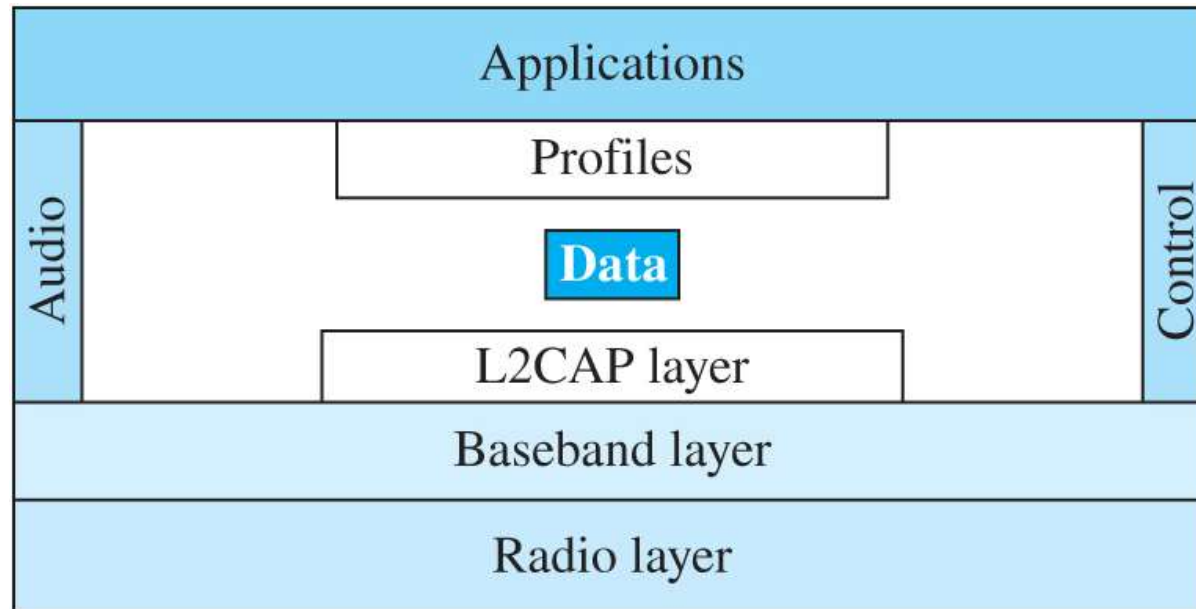 Applications
Profiles
Audio
Data
Control
L2CAP layer
Baseband layer
Radio layer